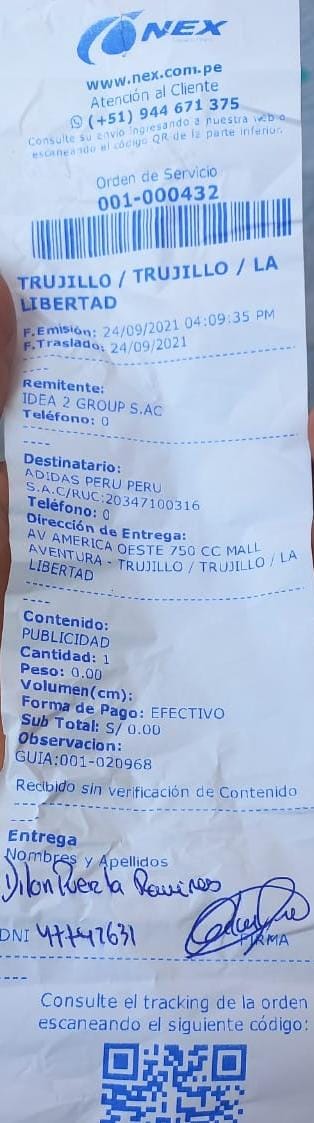 NEX
www.nex.com.pe
Atención al Cliente
(+51) 944 671 375
Consulte su envio ingresando a nuestra web o
escaneando el código QR de la parte inferior.
Orden de Servicio
001-000432
TRUJILLO / TRUJILLO / LA
LIBERTAD
F.Emisión: 24/09/2021 04:09:35 PM
F.Traslado: 24/09/2021
----
Remitente:
IDEA 2 GROUP S.AC
Teléfono: 0
----
Destinatario:
ADIDAS PERU PERU
S.A.C/RUC:20347100316
Teléfono: 0
Dirección de Entrega:
AV AMERICA OESTE 750 CC MALL
AVENTURA - TRUJILLO / TRUJILLO / LA
LIBERTAD
----
Contenido:
PUBLICIDAD
Cantidad: 1
Peso: 0.00
Volumen(cm):
Forma de Pago: EFECTIVO
Sub Total: S/ 0.00
Observacion:
GUIA:001-020968
Recibido sin verificación de Contenido
----
Entrega
Nombres y Apellidos
Dilan Puerta Ramires
DNI 47742631 FIRMA
----
Consulte el tracking de la orden
escaneando el siguiente código: